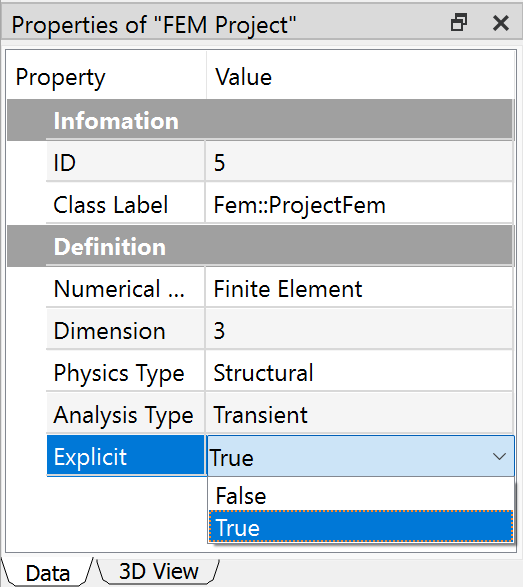 Properties of "FEM Project"
Property Value
Infomation
ID 5
Class Label Fem::ProjectFem
Definition
Numerical ... Finite Element
Dimension 3
Physics Type Structural
Analysis Type Transient
Explicit True
False
True
Data 3D View